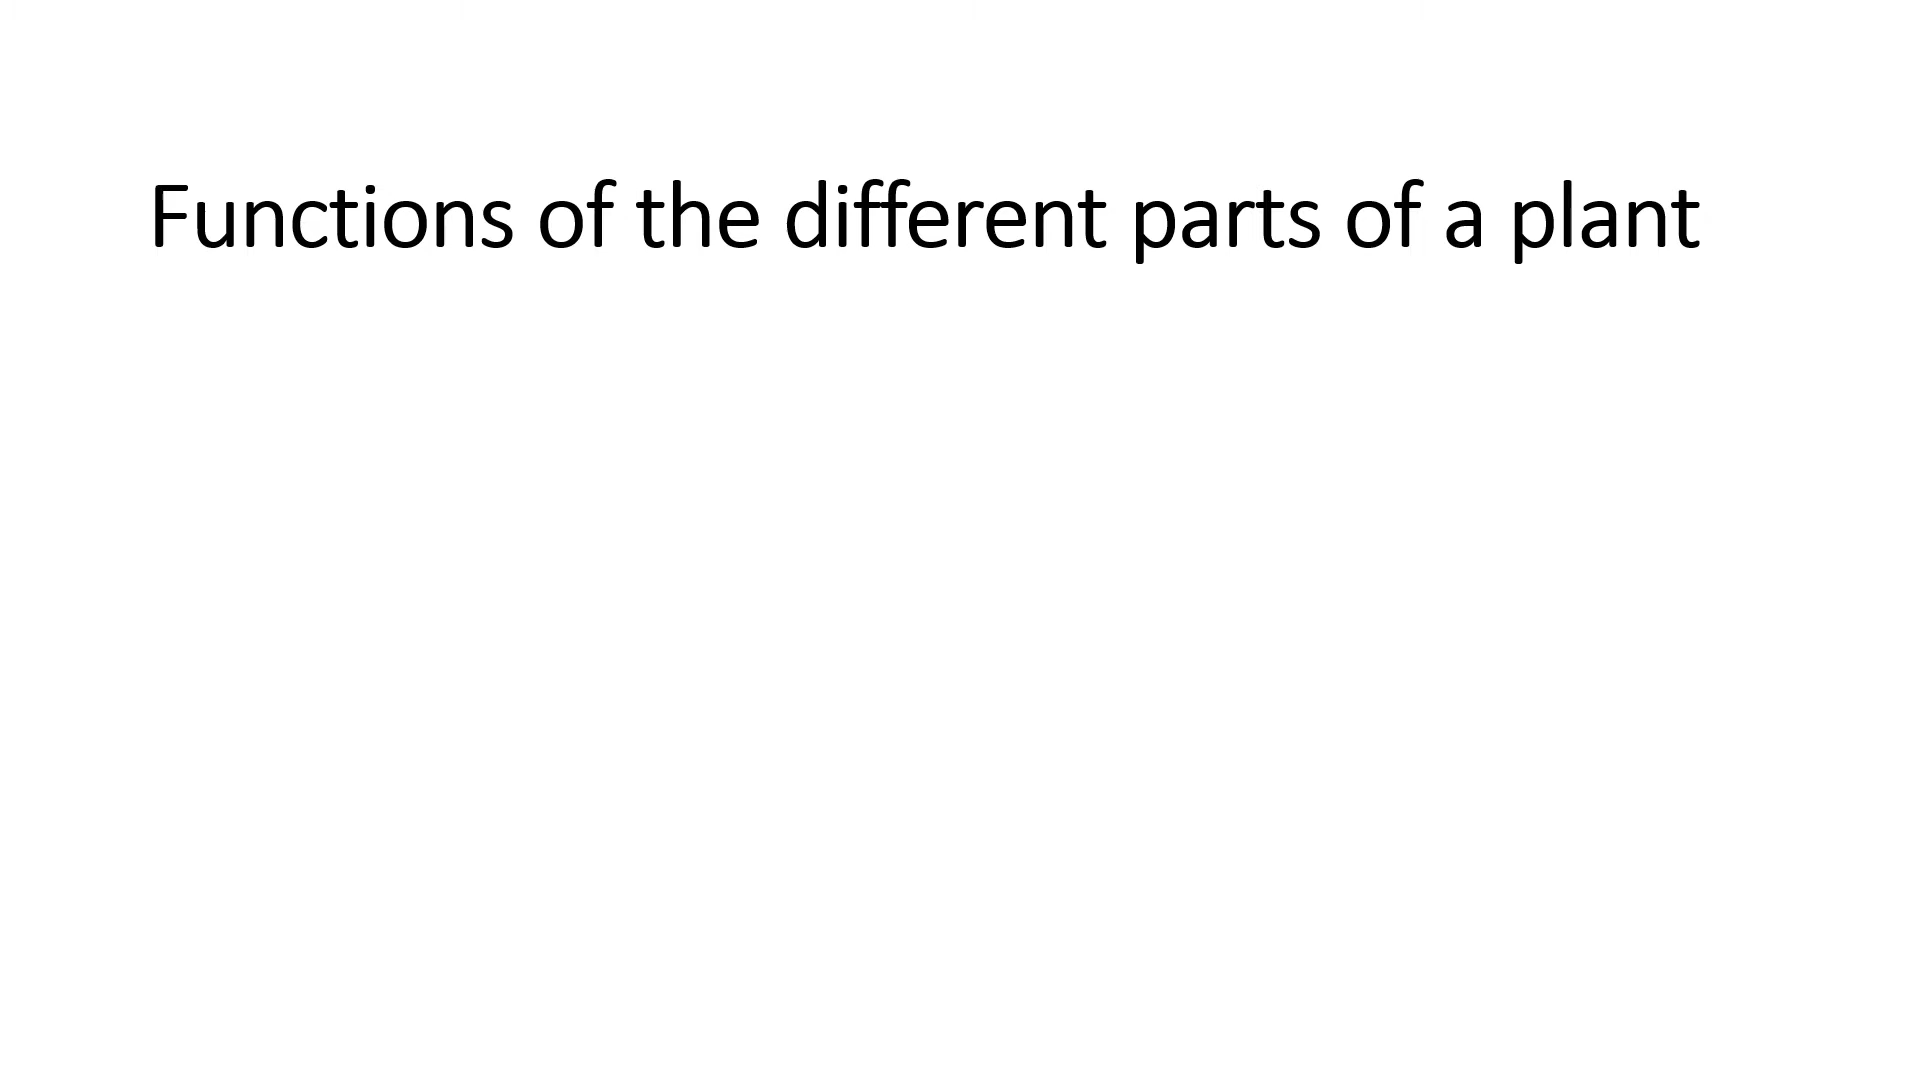 Functions of the different parts of a plant